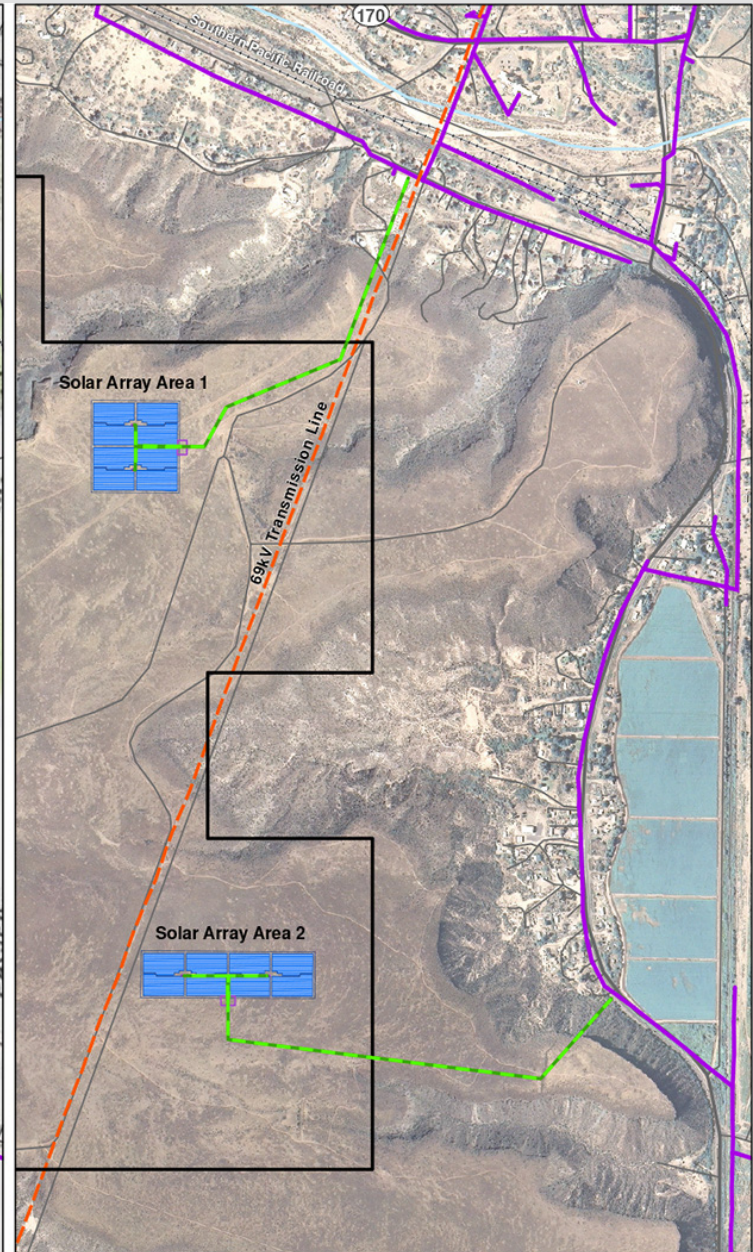 170
Southern Pacific Railroad
Solar Array Area 1
69kV Transmission Line
Solar Array Area 2